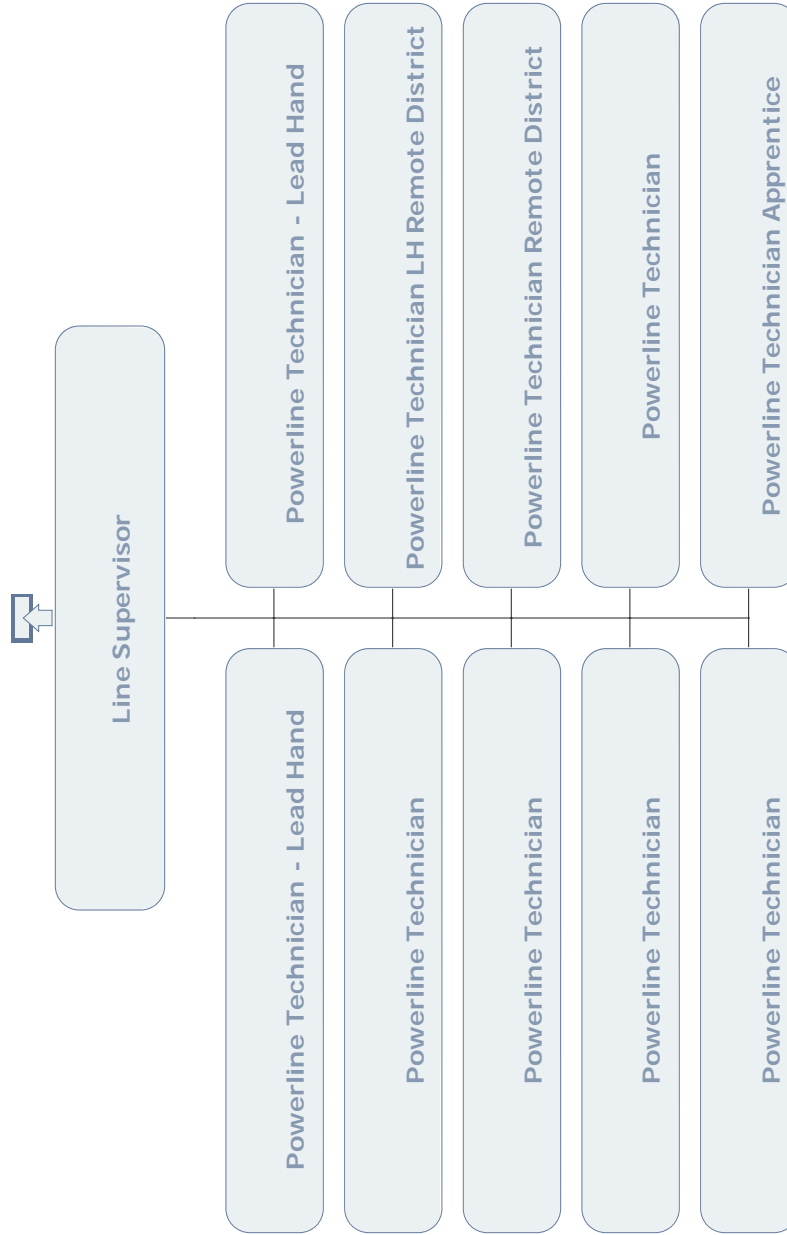 Line Supervisor
Powerline Technician - Lead Hand
Powerline Technician - Lead Hand
Powerline Technician
Powerline Technician LH Remote District
Powerline Technician
Powerline Technician Remote District
Powerline Technician
Powerline Technician
Powerline Technician
Powerline Technician Apprentice